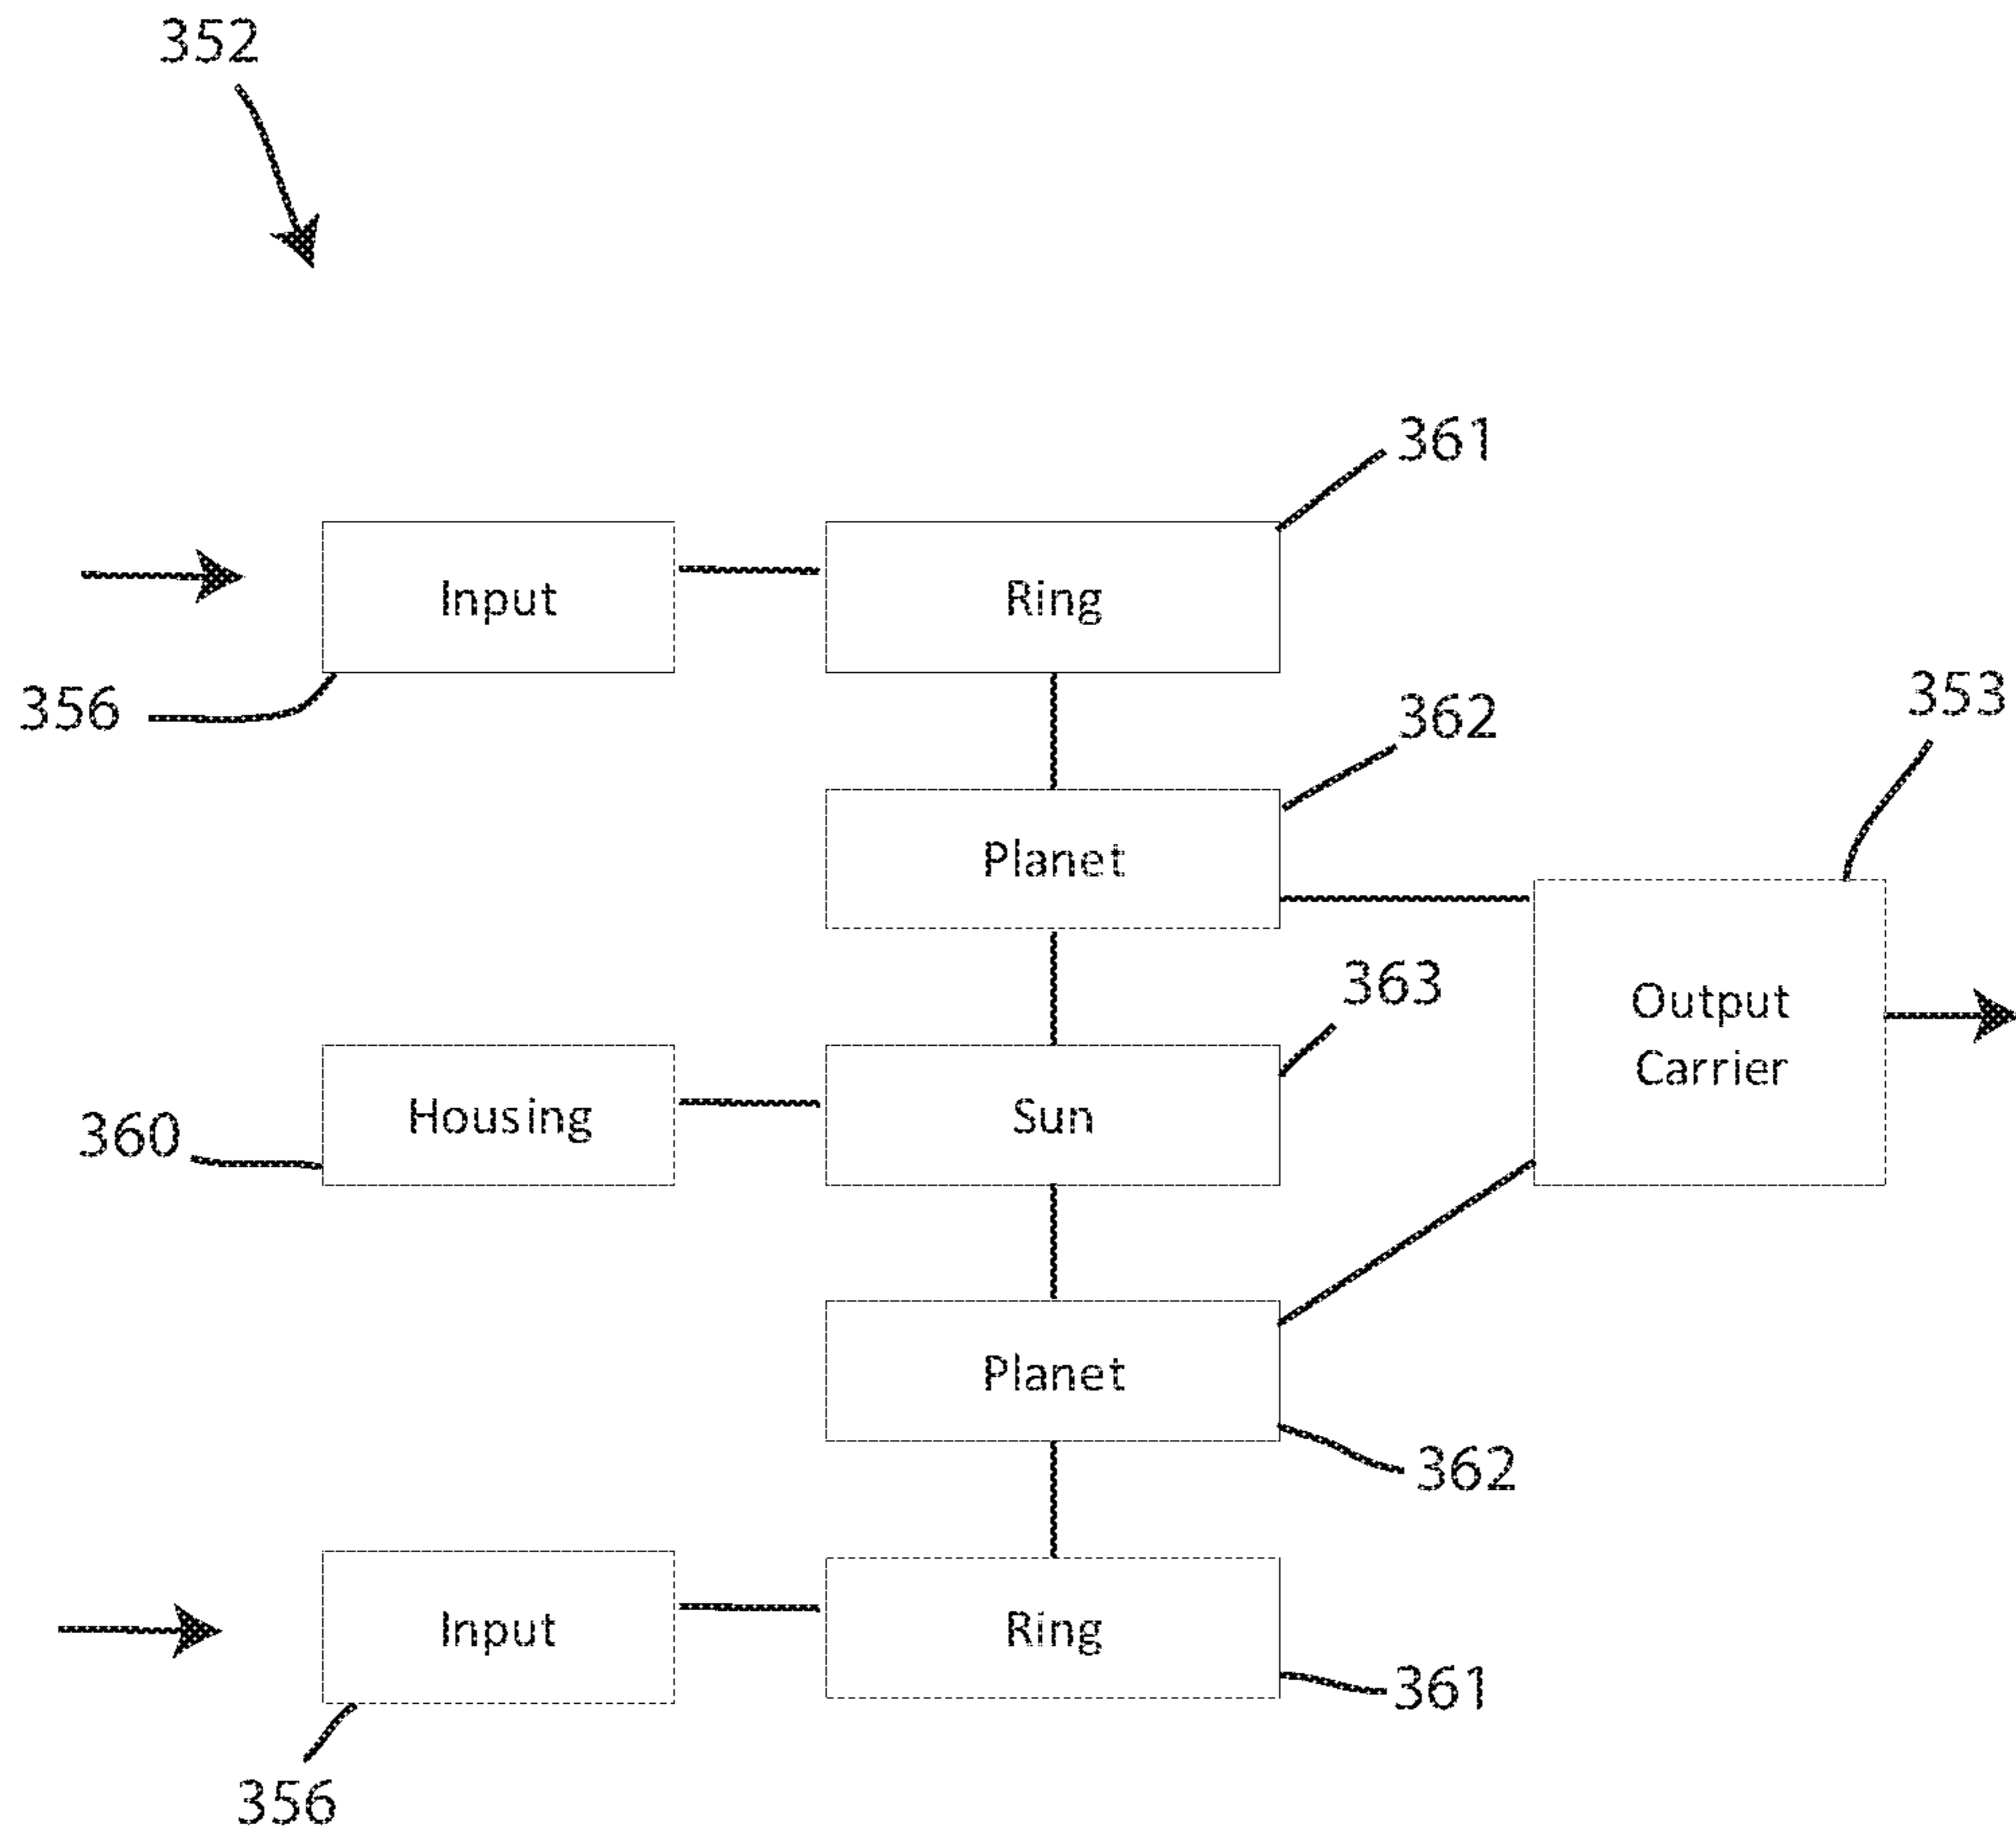 352
361
Input
Ring
356
362
353
Planet
363
Output
Carrier
Housing
Sun
360
Planet
362
Input
Ring
361
356